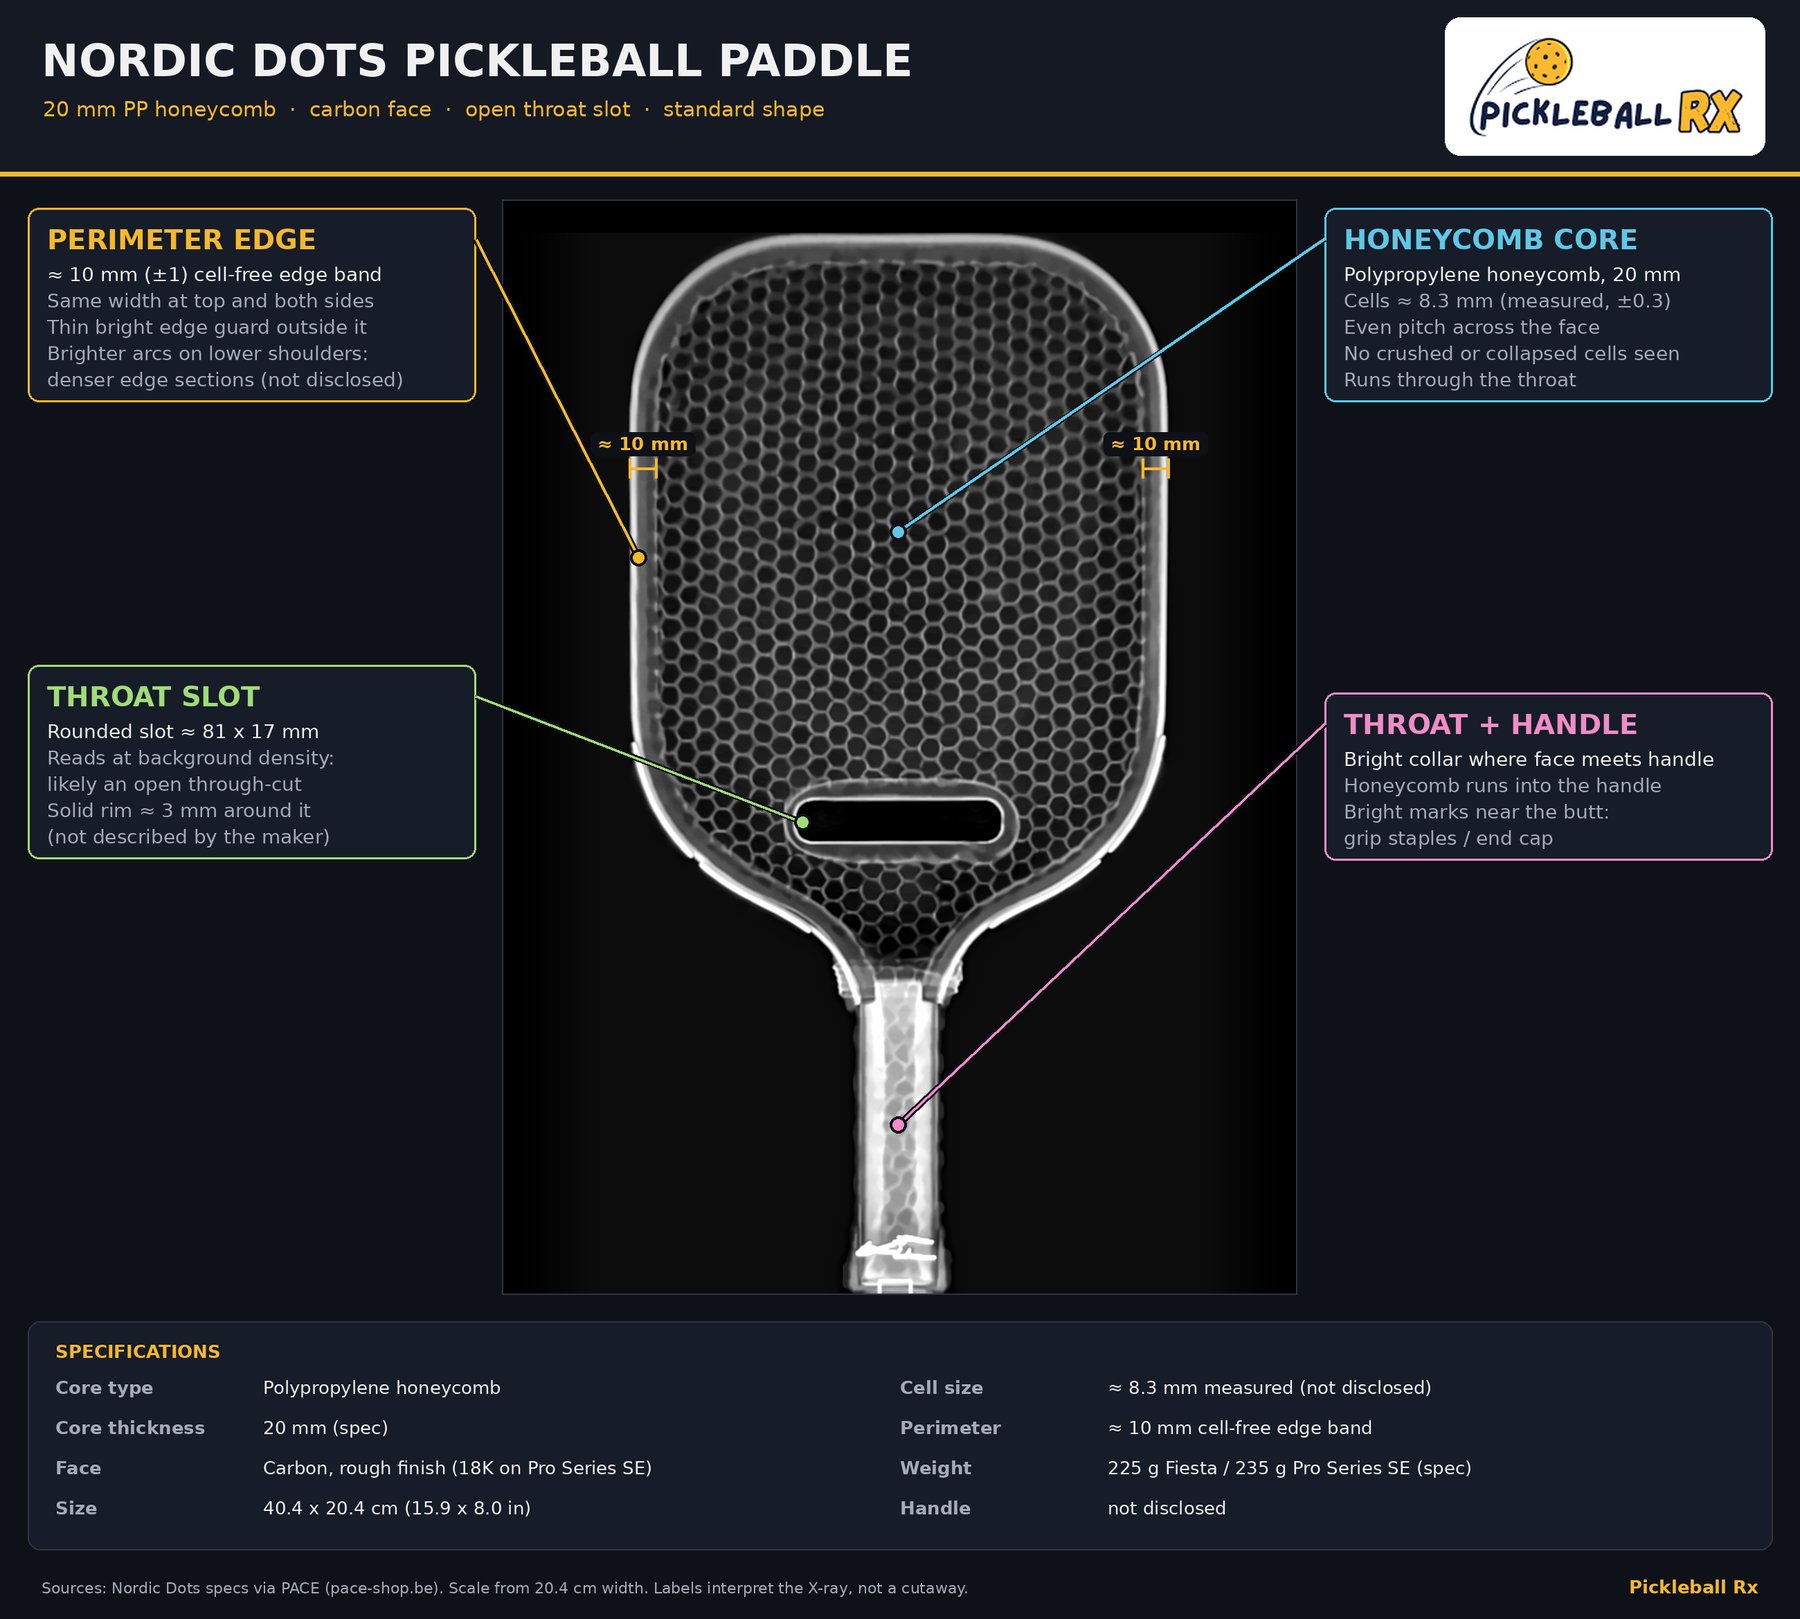 NORDIC DOTS PICKLEBALL PADDLE
20 mm PP honeycomb · carbon face · open throat slot · standard shape
PICKLEBALL RX
PERIMETER EDGE
≈ 10 mm (±1) cell-free edge band
Same width at top and both sides
Thin bright edge guard outside it
Brighter arcs on lower shoulders:
denser edge sections (not disclosed)
HONEYCOMB CORE
Polypropylene honeycomb, 20 mm
Cells ≈ 8.3 mm (measured, ±0.3)
Even pitch across the face
No crushed or collapsed cells seen
Runs through the throat
≈ 10 mm
≈ 10 mm
THROAT SLOT
Rounded slot ≈ 81 x 17 mm
Reads at background density:
likely an open through-cut
Solid rim ≈ 3 mm around it
(not described by the maker)
THROAT + HANDLE
Bright collar where face meets handle
Honeycomb runs into the handle
Bright marks near the butt:
grip staples / end cap
SPECIFICATIONS
Core type Polypropylene honeycomb
Cell size ≈ 8.3 mm measured (not disclosed)
Core thickness 20 mm (spec)
Perimeter ≈ 10 mm cell-free edge band
Face Carbon, rough finish (18K on Pro Series SE)
Weight 225 g Fiesta / 235 g Pro Series SE (spec)
Size 40.4 x 20.4 cm (15.9 x 8.0 in)
Handle not disclosed
Sources: Nordic Dots specs via PACE (pace-shop.be). Scale from 20.4 cm width. Labels interpret the X-ray, not a cutaway.
Pickleball Rx